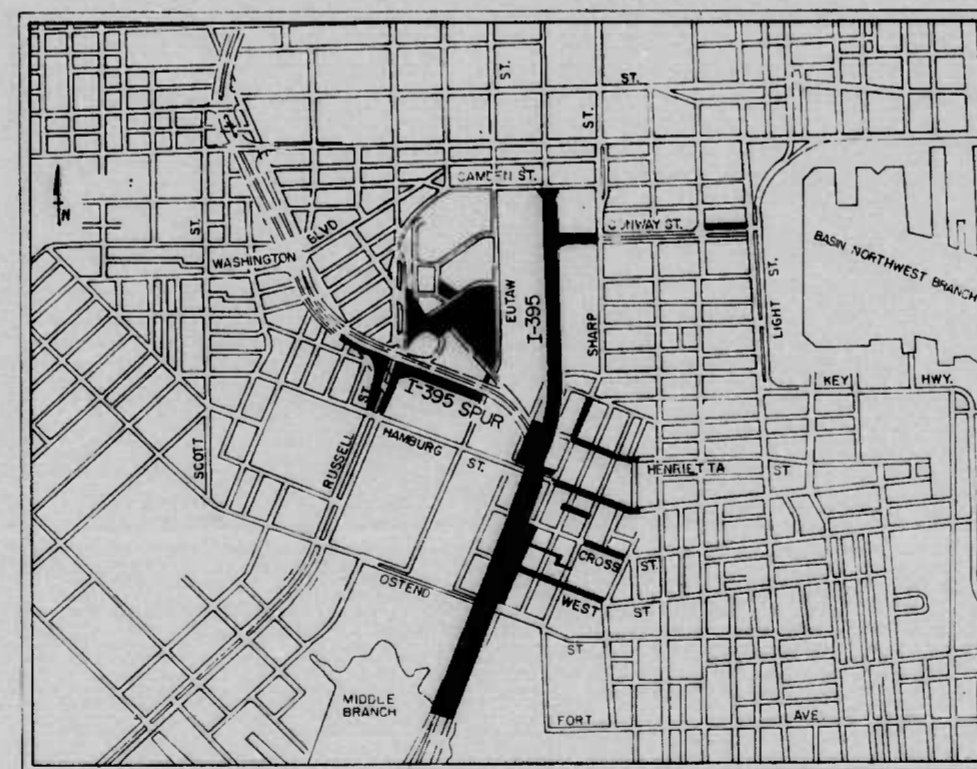 ST.
ST.
ST.
CAMDEN ST.
N
ST.
BLVD
CONWAY ST.
WASHINGTON
BASIN NORTHWEST BRANCH
EUTAW
I-395
SHARP
LIGHT ST.
KEY HWY.
I-395 SPUR
ST.
SCOTT
RUSSELL
HAMBURG ST.
HENRIETTA ST
CROSS ST.
OSTEND
WEST ST
ST
MIDDLE
BRANCH
FORT AVE.